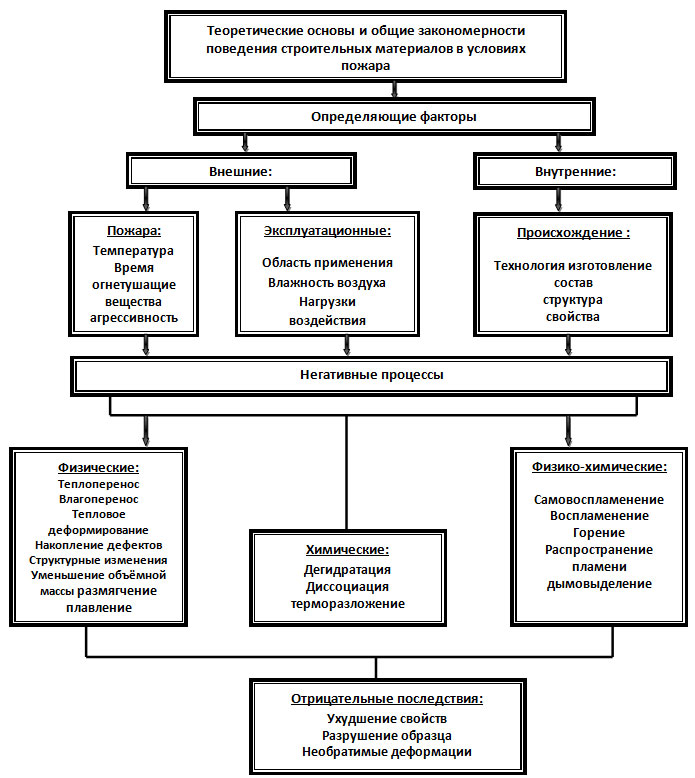 Теоретические основы и общие закономерности
поведения строительных материалов в условиях
пожара
Определяющие факторы
Внешние:
Внутренние:
Пожара:
Температура
Время
огнетушащие
вещества
агрессивность
Эксплуатационные:
Область применения
Влажность воздуха
Нагрузки
воздействия
Происхождение :
Технология изготовление
состав
структура
свойства
Негативные процессы
Физические:
Теплоперенос
Влагоперенос
Тепловое
деформирование
Накопление дефектов
Структурные изменения
Уменьшение объёмной
массы размягчение
плавление
Химические:
Дегидратация
Диссоциация
терморазложение
Физико-химические:
Самовоспламенение
Воспламенение
Горение
Распространение
пламени
дымовыделение
Отрицательные последствия:
Ухудшение свойств
Разрушение образца
Необратимые деформации